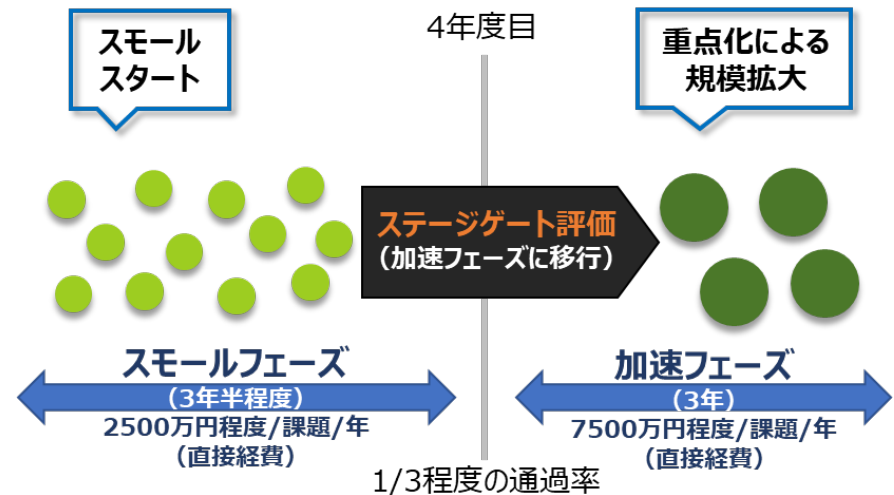 スモール
スタート
4年度目
重点化による
規模拡大
ステージゲート評価
（加速フェーズに移行）
スモールフェーズ
（3年半程度）
2500万円程度/課題/年
（直接経費）
加速フェーズ
（3年）
7500万円程度/課題/年
（直接経費）
1/3程度の通過率